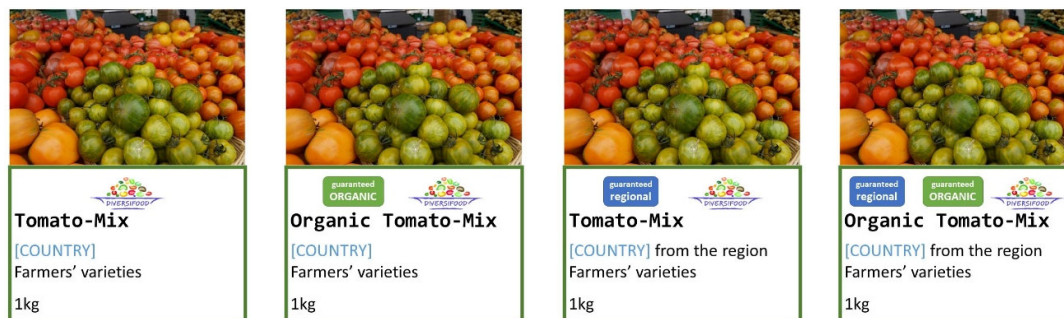 DIVERSIFOOD
Tomato-Mix
[COUNTRY]
Farmers’ varieties
1kg
guaranteed
ORGANIC
DIVERSIFOOD
Organic Tomato-Mix
[COUNTRY]
Farmers’ varieties
1kg
guaranteed
regional
DIVERSIFOOD
Tomato-Mix
[COUNTRY] from the region
Farmers’ varieties
1kg
guaranteed
regional
guaranteed
ORGANIC
DIVERSIFOOD
Organic Tomato-Mix
[COUNTRY] from the region
Farmers’ varieties
1kg